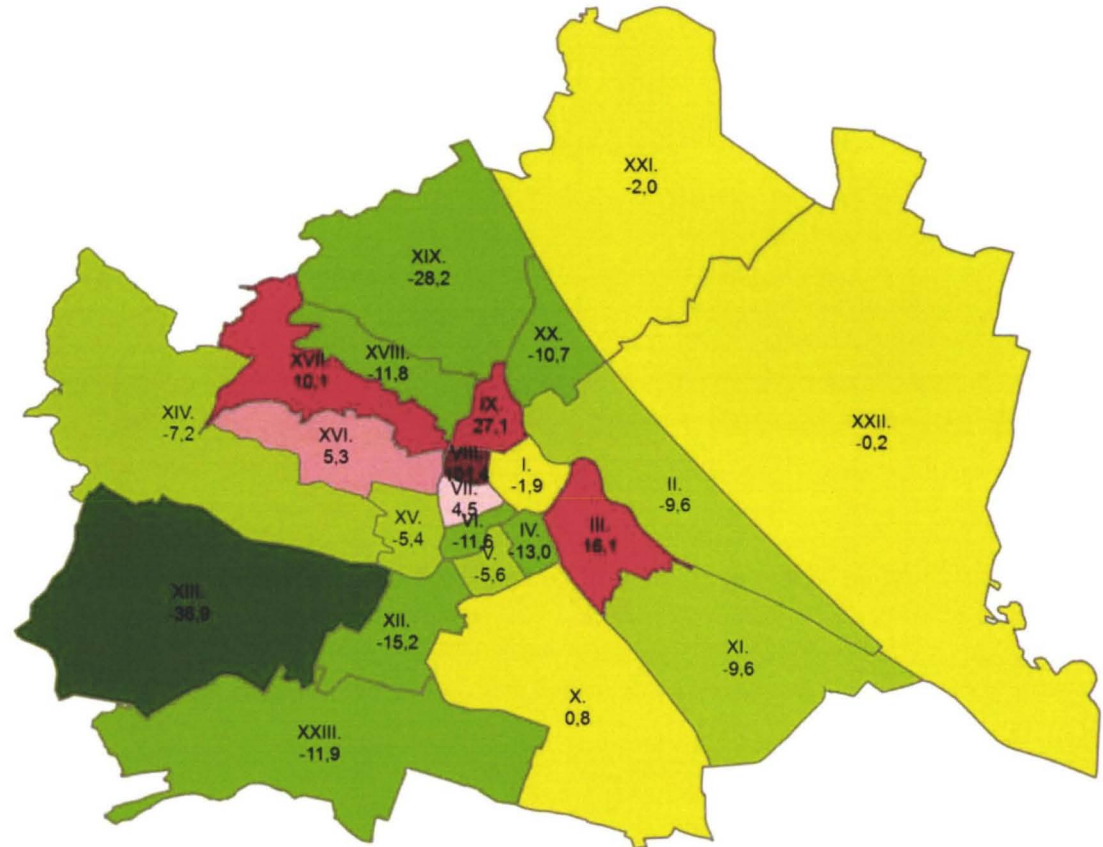 XXI.
-2,0
XIX.
-28,2
XX.
-10,7
XVIII.
-11,8
XVII.
10,1
IX.
27,1
XIV.
-7,2
XVI.
5,3
XXII.
-0,2
VIII.
I.
-1,9
II.
-9,6
VII.
4,5
XV.
-5,4
VI.
-11,6
IV.
-13,0
III.
16,1
V.
-5,6
XIII.
XII.
-15,2
XI.
-9,6
X.
0,8
XXIII.
-11,9